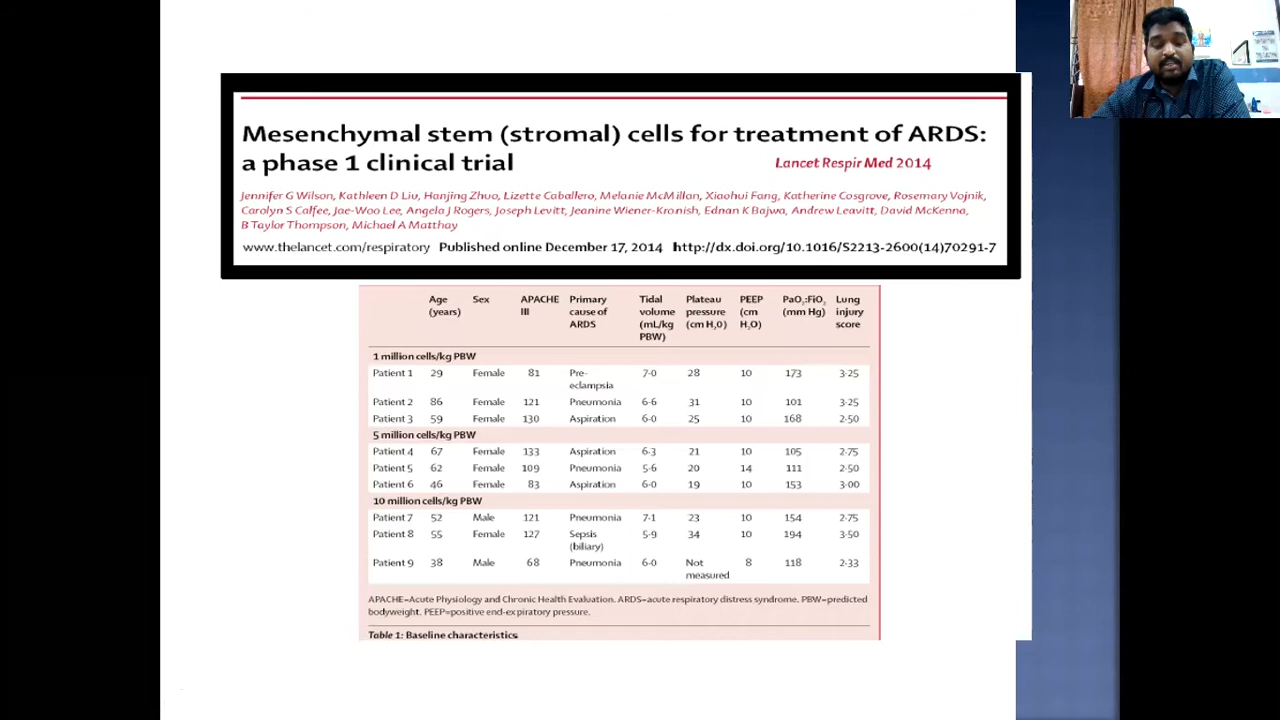 Mesenchymal stem (stromal) cells for treatment of ARDS:
a phase 1 clinical trial
Lancet Respir Med 2014
Jennifer G Wilson, Kathleen D Liu, Hanjing Zhuo, Lizette Caballero, Melanie McMillan, Xiaohui Fang, Katherine Cosgrove, Rosemary Vojnik,
Carolyn S Calfee, Jae-Woo Lee, Angela J Rogers, Joseph Levitt, Jeanine Wiener-Kronish, Ednan K Bajwa, Andrew Leavitt, David McKenna,
B Taylor Thompson, Michael A Matthay
www.thelancet.com/respiratory Published online December 17, 2014 http://dx.doi.org/10.1016/S2213-2600(14)70291-7
Age (years) Sex APACHE III Primary cause of ARDS Tidal volume (mL/kg PBW) Plateau pressure (cm H2O) PEEP (cm H2O) PaO2:FiO2 (mm Hg) Lung injury score
1 million cells/kg PBW
Patient 1 29 Female 81 Pre-eclampsia 7·0 28 10 173 3·25
Patient 2 86 Female 121 Pneumonia 6·6 31 10 101 3·25
Patient 3 59 Female 130 Aspiration 6·0 25 10 168 2·50
5 million cells/kg PBW
Patient 4 67 Female 133 Aspiration 6·3 21 10 105 2·75
Patient 5 62 Female 109 Pneumonia 5·6 20 14 111 2·50
Patient 6 46 Female 83 Aspiration 6·0 19 10 153 3·00
10 million cells/kg PBW
Patient 7 52 Male 121 Pneumonia 7·1 23 10 154 2·75
Patient 8 55 Female 127 Sepsis (biliary) 5·9 34 10 194 3·50
Patient 9 38 Male 68 Pneumonia 6·0 Not measured 8 118 2·33
APACHE=Acute Physiology and Chronic Health Evaluation. ARDS=acute respiratory distress syndrome. PBW=predicted
bodyweight. PEEP=positive end-expiratory pressure.
Table 1: Baseline characteristics